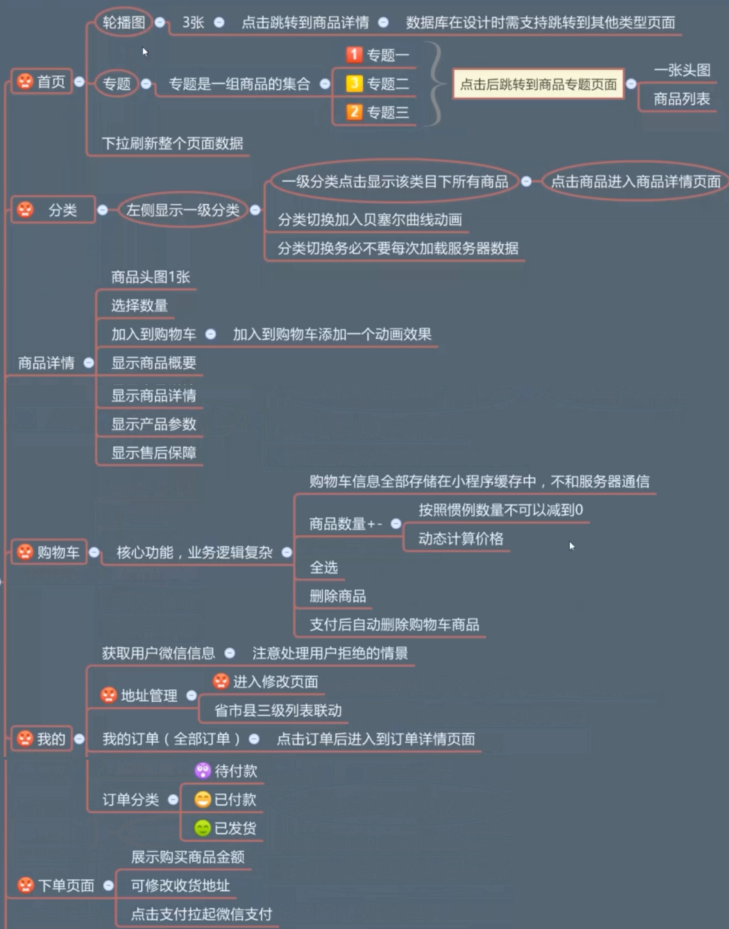 首页
轮播图
3张
点击跳转到商品详情
数据库在设计时需支持跳转到其他类型页面
专题
专题是一组商品的集合
1 专题一
3 专题二
2 专题三
点击后跳转到商品专题页面
一张头图
商品列表
下拉刷新整个页面数据
分类
左侧显示一级分类
一级分类点击显示该类目下所有商品
点击商品进入商品详情页面
分类切换加入贝塞尔曲线动画
分类切换务必不要每次加载服务器数据
商品详情
商品头图1张
选择数量
加入到购物车
加入到购物车添加一个动画效果
显示商品概要
显示商品详情
显示产品参数
显示售后保障
购物车
核心功能，业务逻辑复杂
购物车信息全部存储在小程序缓存中，不和服务器通信
商品数量+-
按照惯例数量不可以减到0
动态计算价格
全选
删除商品
支付后自动删除购物车商品
我的
获取用户微信信息
注意处理用户拒绝的情景
地址管理
进入修改页面
省市县三级列表联动
我的订单（全部订单）
点击订单后进入到订单详情页面
订单分类
待付款
已付款
已发货
下单页面
展示购买商品金额
可修改收货地址
点击支付拉起微信支付